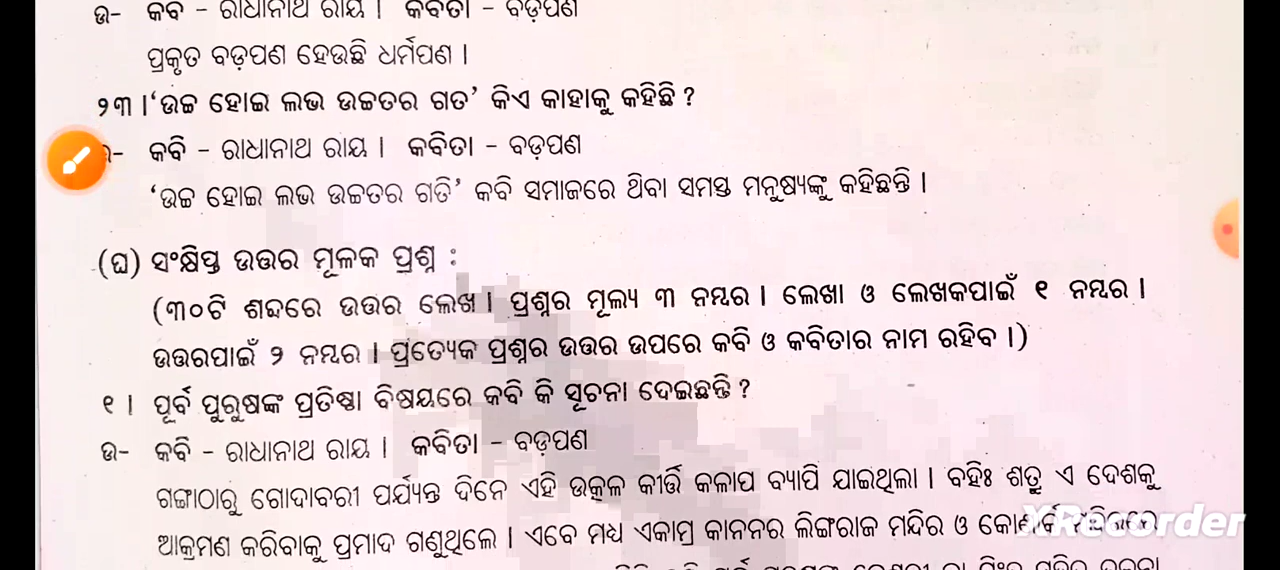 ଉ- କବି - ରାଧାନାଥ ରାୟ । କବିତା - ବଡ଼ପଣ
ପ୍ରକୃତ ବଡ଼ପଣ ହେଉଛି ଧର୍ମପଣ ।
୨୩ । ‘ଉଚ୍ଚ ହୋଇ ଲଭ ଉଚ୍ଚତର ଗତି’ କିଏ କାହାକୁ କହିଛି ?
କବି - ରାଧାନାଥ ରାୟ । କବିତା - ବଡ଼ପଣ
‘ଉଚ୍ଚ ହୋଇ ଲଭ ଉଚ୍ଚତର ଗତି’ କବି ସମାଜରେ ଥିବା ସମସ୍ତ ମନୁଷ୍ୟଙ୍କୁ କହିଛନ୍ତି ।
(ଘ) ସଂକ୍ଷିପ୍ତ ଉତ୍ତର ମୂଳକ ପ୍ରଶ୍ନ :
(୩୦ଟି ଶବ୍ଦରେ ଉତ୍ତର ଲେଖ । ପ୍ରଶ୍ନର ମୂଲ୍ୟ ୩ ନମ୍ବର । ଲେଖା ଓ ଲେଖକପାଇଁ ୧ ନମ୍ବର ।
ଉତ୍ତରପାଇଁ ୨ ନମ୍ବର । ପ୍ରତ୍ୟେକ ପ୍ରଶ୍ନର ଉତ୍ତର ଉପରେ କବି ଓ କବିତାର ନାମ ରହିବ ।)
୧ । ପୂର୍ବ ପୁରୁଷଙ୍କ ପ୍ରତିଷ୍ଠା ବିଷୟରେ କବି କି ସୂଚନା ଦେଇଛନ୍ତି ?
ଉ- କବି - ରାଧାନାଥ ରାୟ । କବିତା - ବଡ଼ପଣ
ଗଙ୍ଗାଠାରୁ ଗୋଦାବରୀ ପର୍ଯ୍ୟନ୍ତ ଦିନେ ଏହି ଉତ୍କଳ କୀର୍ତ୍ତି କଳାପ ବ୍ୟାପି ଯାଇଥିଲା । ବହିଃ ଶତ୍ରୁ ଏ ଦେଶକୁ
ଆକ୍ରମଣ କରିବାକୁ ପ୍ରମାଦ ଗଣୁଥିଲେ । ଏବେ ମଧ୍ୟ ଏକାମ୍ର କାନନର ଲିଙ୍ଗରାଜ ମନ୍ଦିର ଓ
XRecorder